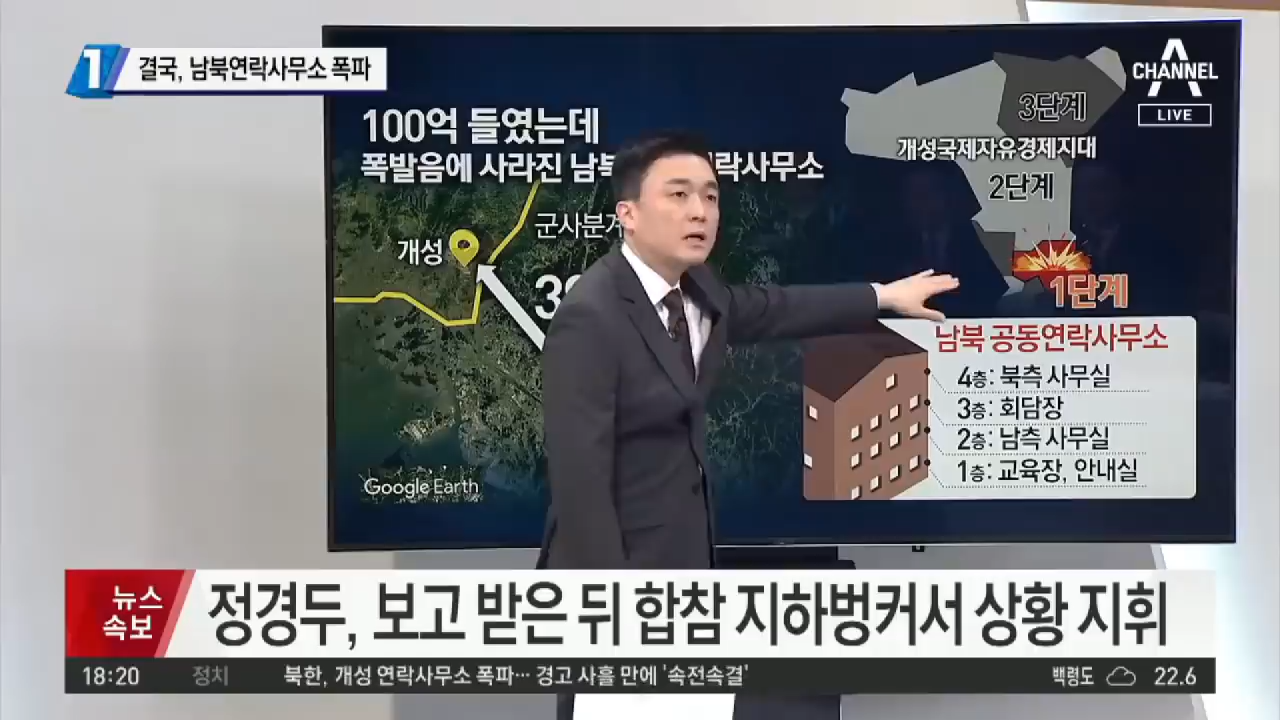 1 결국, 남북연락사무소 폭파
CHANNEL A
LIVE
100억 들였는데
폭발음에 사라진 남북 락사무소
개성
군사분계
Google Earth
3단계
개성국제자유경제지대
2단계
1단계
남북 공동연락사무소
4층: 북측 사무실
3층: 회담장
2층: 남측 사무실
1층: 교육장, 안내실
뉴스
속보
정경두, 보고 받은 뒤 합참 지하벙커서 상황 지휘
18:20 정치 북한, 개성 연락사무소 폭파… 경고 사흘 만에 '속전속결' 백령도 22.6